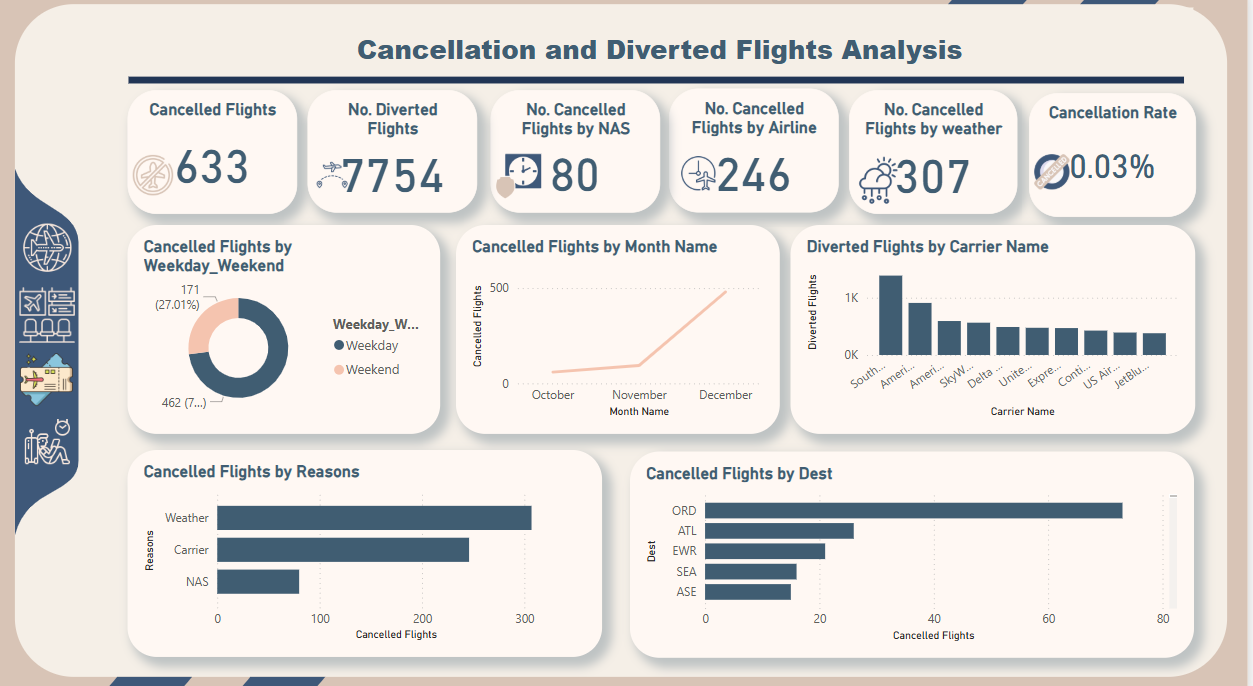 Cancellation and Diverted Flights Analysis
Cancelled Flights
633
No. Diverted
Flights
7754
No. Cancelled
Flights by NAS
80
No. Cancelled
Flights by Airline
246
No. Cancelled
Flights by weather
307
Cancellation Rate
0.03%
Cancelled Flights by
Weekday_Weekend
171
(27.01%)
462 (7...)
Weekday_W...
Weekday
Weekend
Cancelled Flights by Month Name
Cancelled Flights
500
0
October
November
December
Month Name
Diverted Flights by Carrier Name
Diverted Flights
1K
0K
South...
Ameri...
Ameri...
SkyW...
Delta ...
Unite...
Expre...
Conti...
US Air...
JetBlu...
Carrier Name
Cancelled Flights by Reasons
Reasons
Weather
Carrier
NAS
0
100
200
300
Cancelled Flights
Cancelled Flights by Dest
Dest
ORD
ATL
EWR
SEA
ASE
0
20
40
60
80
Cancelled Flights